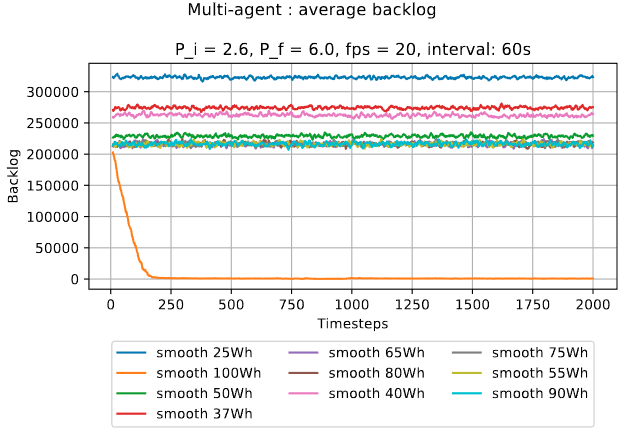 Multi-agent : average backlog
P_i = 2.6, P_f = 6.0, fps = 20, interval: 60s
300000
250000
200000
150000
100000
50000
0
Backlog
0 250 500 750 1000 1250 1500 1750 2000
Timesteps
smooth 25Wh smooth 65Wh smooth 75Wh
smooth 100Wh smooth 80Wh smooth 55Wh
smooth 50Wh smooth 40Wh smooth 90Wh
smooth 37Wh